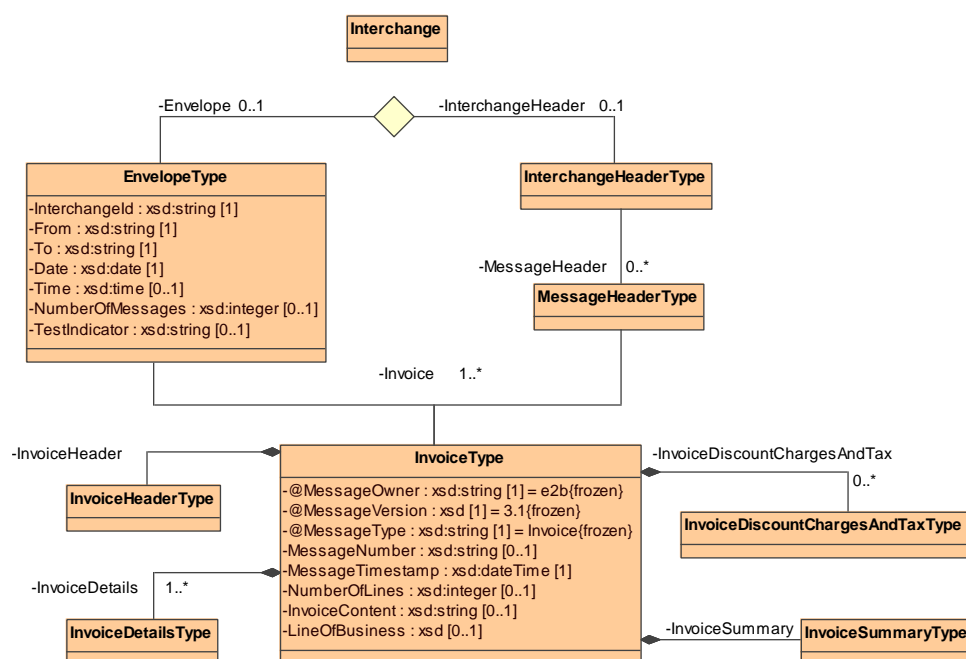 Interchange
-Envelope 0..1
-InterchangeHeader 0..1
EnvelopeType
-InterchangeId : xsd:string [1]
-From : xsd:string [1]
-To : xsd:string [1]
-Date : xsd:date [1]
-Time : xsd:time [0..1]
-NumberOfMessages : xsd:integer [0..1]
-TestIndicator : xsd:string [0..1]
InterchangeHeaderType
-MessageHeader 0..*
MessageHeaderType
-Invoice 1..*
-InvoiceHeader
InvoiceHeaderType
InvoiceType
-@MessageOwner : xsd:string [1] = e2b{frozen}
-@MessageVersion : xsd [1] = 3.1{frozen}
-@MessageType : xsd:string [1] = Invoice{frozen}
-MessageNumber : xsd:string [0..1]
-MessageTimestamp : xsd:dateTime [1]
-NumberOfLines : xsd:integer [0..1]
-InvoiceContent : xsd:string [0..1]
-LineOfBusiness : xsd [0..1]
-InvoiceDiscountChargesAndTax
0..*
InvoiceDiscountChargesAndTaxType
-InvoiceDetails 1..*
InvoiceDetailsType
-InvoiceSummary
InvoiceSummaryType